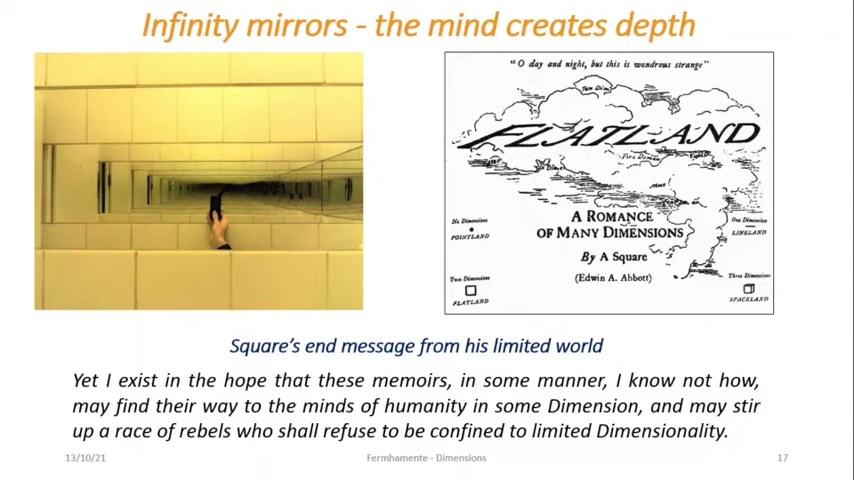 Infinity mirrors - the mind creates depth
"O day and night, but this is wondrous strange"
FLATLAND
A ROMANCE
OF MANY DIMENSIONS
By A Square
(Edwin A. Abbott)
No Dimensions
POINTLAND
One Dimension
LINELAND
Two Dimensions
FLATLAND
Three Dimensions
SPACELAND
Square's end message from his limited world
Yet I exist in the hope that these memoirs, in some manner, I know not how,
may find their way to the minds of humanity in some Dimension, and may stir
up a race of rebels who shall refuse to be confined to limited Dimensionality.
13/10/21
Fermhamente - Dimensions
17